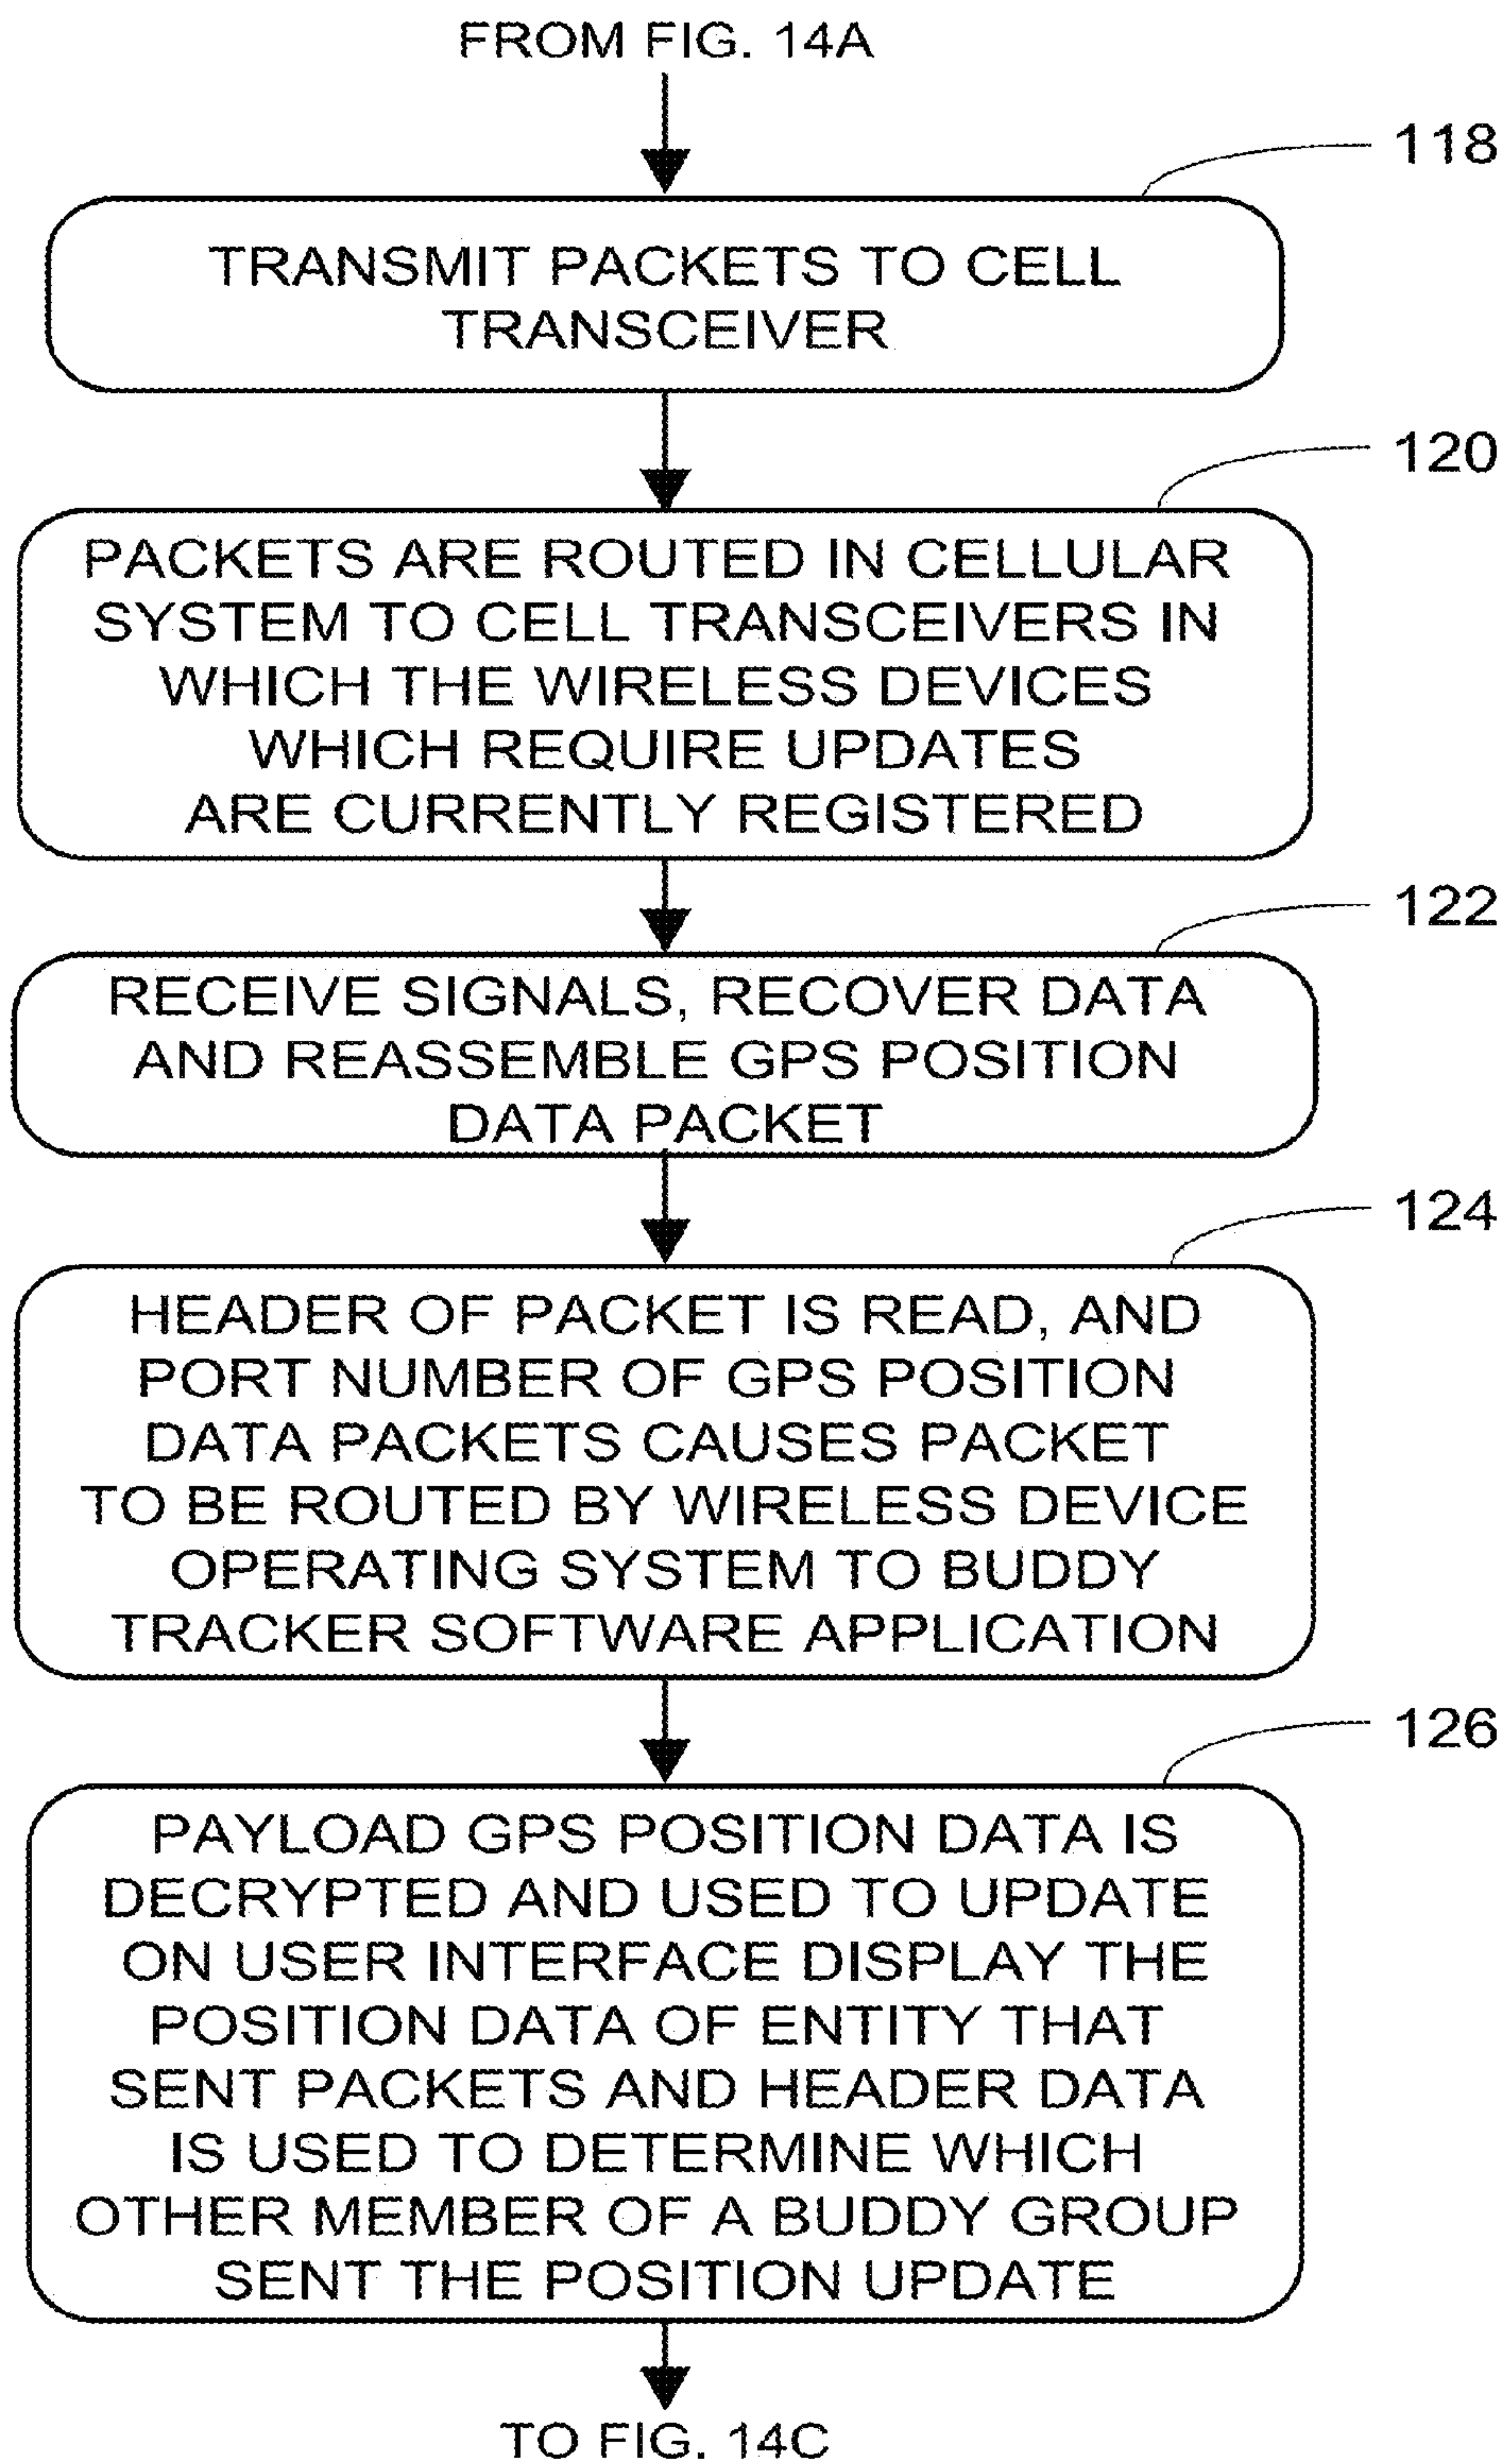 FROM FIG. 14A
118
TRANSMIT PACKETS TO CELL
TRANSCEIVER
120
PACKETS ARE ROUTED IN CELLULAR
SYSTEM TO CELL TRANSCEIVERS IN
WHICH THE WIRELESS DEVICES
WHICH REQUIRE UPDATES
ARE CURRENTLY REGISTERED
122
RECEIVE SIGNALS, RECOVER DATA
AND REASSEMBLE GPS POSITION
DATA PACKET
124
HEADER OF PACKET IS READ, AND
PORT NUMBER OF GPS POSITION
DATA PACKETS CAUSES PACKET
TO BE ROUTED BY WIRELESS DEVICE
OPERATING SYSTEM TO BUDDY
TRACKER SOFTWARE APPLICATION
126
PAYLOAD GPS POSITION DATA IS
DECRYPTED AND USED TO UPDATE
ON USER INTERFACE DISPLAY THE
POSITION DATA OF ENTITY THAT
SENT PACKETS AND HEADER DATA
IS USED TO DETERMINE WHICH
OTHER MEMBER OF A BUDDY GROUP
SENT THE POSITION UPDATE
TO FIG. 14C